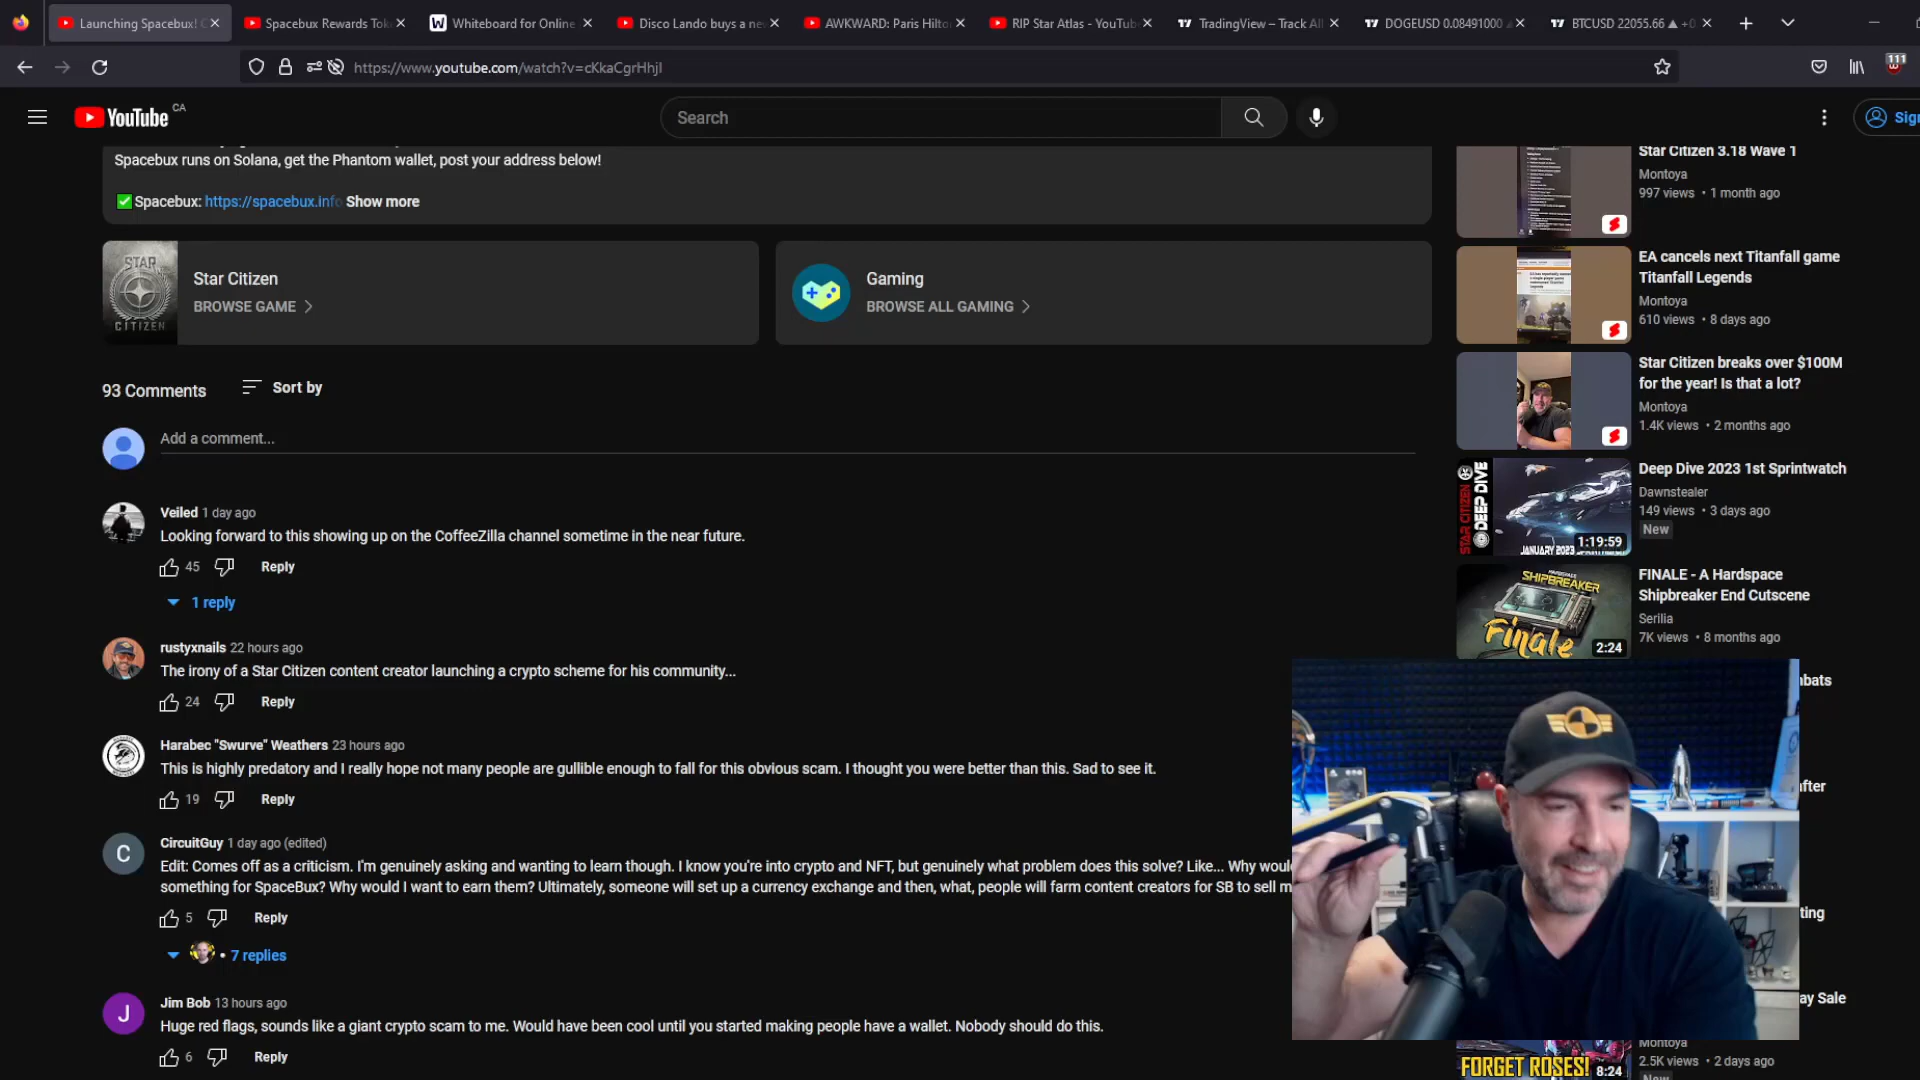 Launching Spacebux! C
Spacebux Rewards Tok
Whiteboard for Online
Disco Lando buys a ne
AWKWARD: Paris Hilto
RIP Star Atlas - YouTub
TradingView – Track Al
DOGEUSD 0.08491000
BTCUSD 22055.66 ▲ +0
https://www.youtube.com/watch?v=cKkaCgrHhjI
111
YouTube CA
Search
Sign
Spacebux runs on Solana, get the Phantom wallet, post your address below!
✅Spacebux: https://spacebux.info Show more
STAR CITIZEN
Star Citizen
BROWSE GAME
Gaming
BROWSE ALL GAMING
93 Comments
Sort by
Add a comment...
Veiled 1 day ago
Looking forward to this showing up on the CoffeeZilla channel sometime in the near future.
45
Reply
1 reply
rustyxnails 22 hours ago
The irony of a Star Citizen content creator launching a crypto scheme for his community...
24
Reply
Harabec "Swurve" Weathers 23 hours ago
This is highly predatory and I really hope not many people are gullible enough to fall for this obvious scam. I thought you were better than this. Sad to see it.
19
Reply
C
CircuitGuy 1 day ago (edited)
Edit: Comes off as a criticism. I'm genuinely asking and wanting to learn though. I know you're into crypto and NFT, but genuinely what problem does this solve? Like... Why woul
something for SpaceBux? Why would I want to earn them? Ultimately, someone will set up a currency exchange and then, what, people will farm content creators for SB to sell m
5
Reply
• 7 replies
J
Jim Bob 13 hours ago
Huge red flags, sounds like a giant crypto scam to me. Would have been cool until you started making people have a wallet. Nobody should do this.
6
Reply
Star Citizen 3.18 Wave 1
Montoya
997 views • 1 month ago
EA cancels next Titanfall game
Titanfall Legends
Montoya
610 views • 8 days ago
Star Citizen breaks over $100M
for the year! Is that a lot?
Montoya
1.4K views • 2 months ago
STAR CITIZEN
DEEP DIVE
JANUARY 2023
1:19:59
Deep Dive 2023 1st Sprintwatch
Dawnstealer
149 views • 3 days ago
New
SHIPBREAKER
Finale
2:24
FINALE - A Hardspace
Shipbreaker End Cutscene
Serilia
7K views • 8 months ago
nbats
fter
ting
ay Sale
Montoya
2.5K views • 2 days ago
New
FORGET ROSES!
8:24